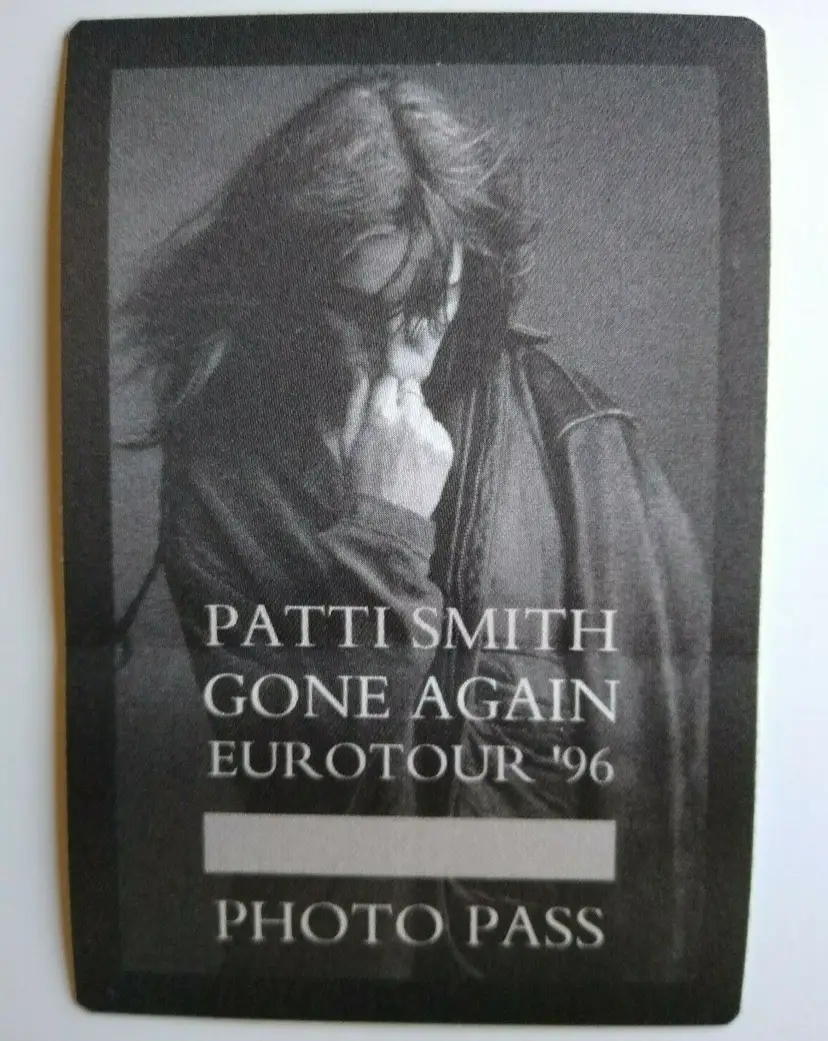 PATTI SMITH
GONE AGAIN
EUROTOUR '96
PHOTO PASS